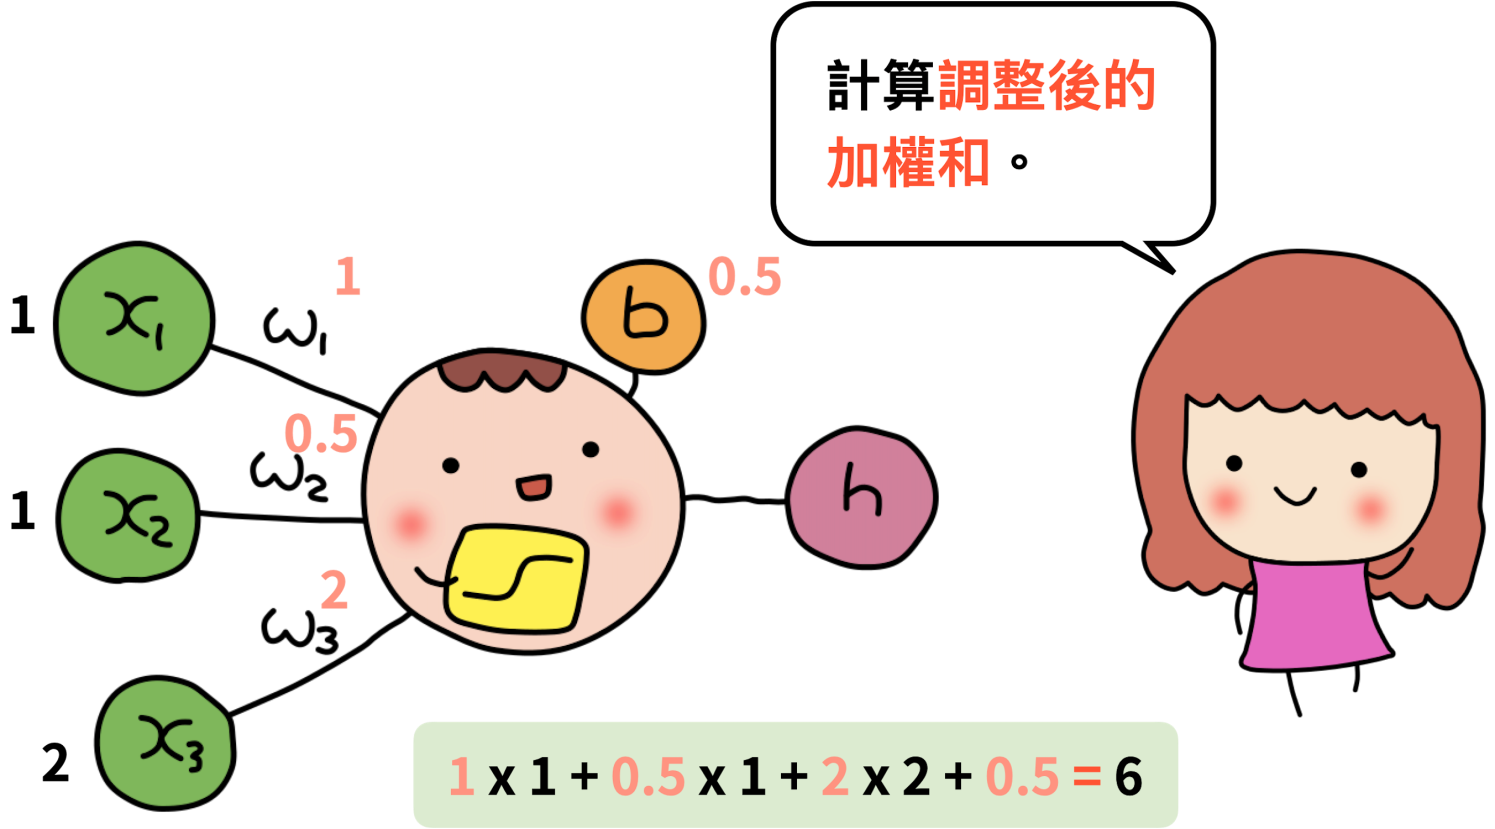 計算調整後的
加權和。
1
x₁
1
ω₁
b
0.5
1
x₂
0.5
ω₂
h
2
x₃
2
ω₃
1 x 1 + 0.5 x 1 + 2 x 2 + 0.5 = 6